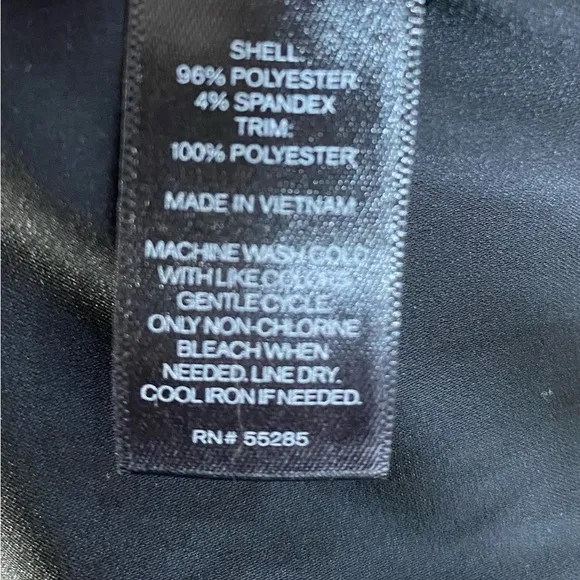 SHELL:
96% POLYESTER
4% SPANDEX
TRIM:
100% POLYESTER
MADE IN VIETNAM
MACHINE WASH COLD
WITH LIKE COLORS
GENTLE CYCLE
ONLY NON-CHLORINE
BLEACH WHEN
NEEDED. LINE DRY.
COOL IRON IF NEEDED.
RN# 55285